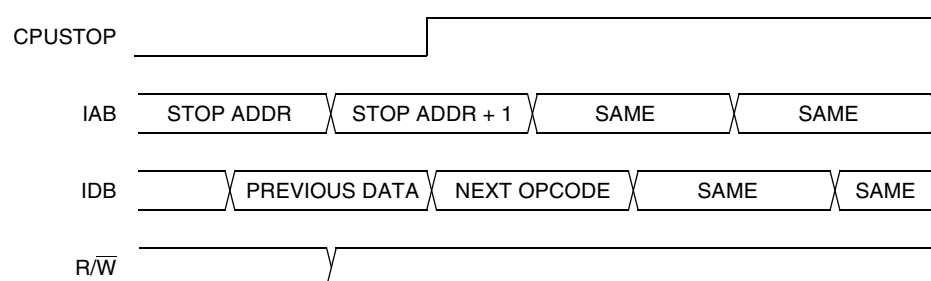 CPUSTOP
IAB STOP ADDR STOP ADDR + 1 SAME SAME
IDB PREVIOUS DATA NEXT OPCODE SAME SAME
R/W̅